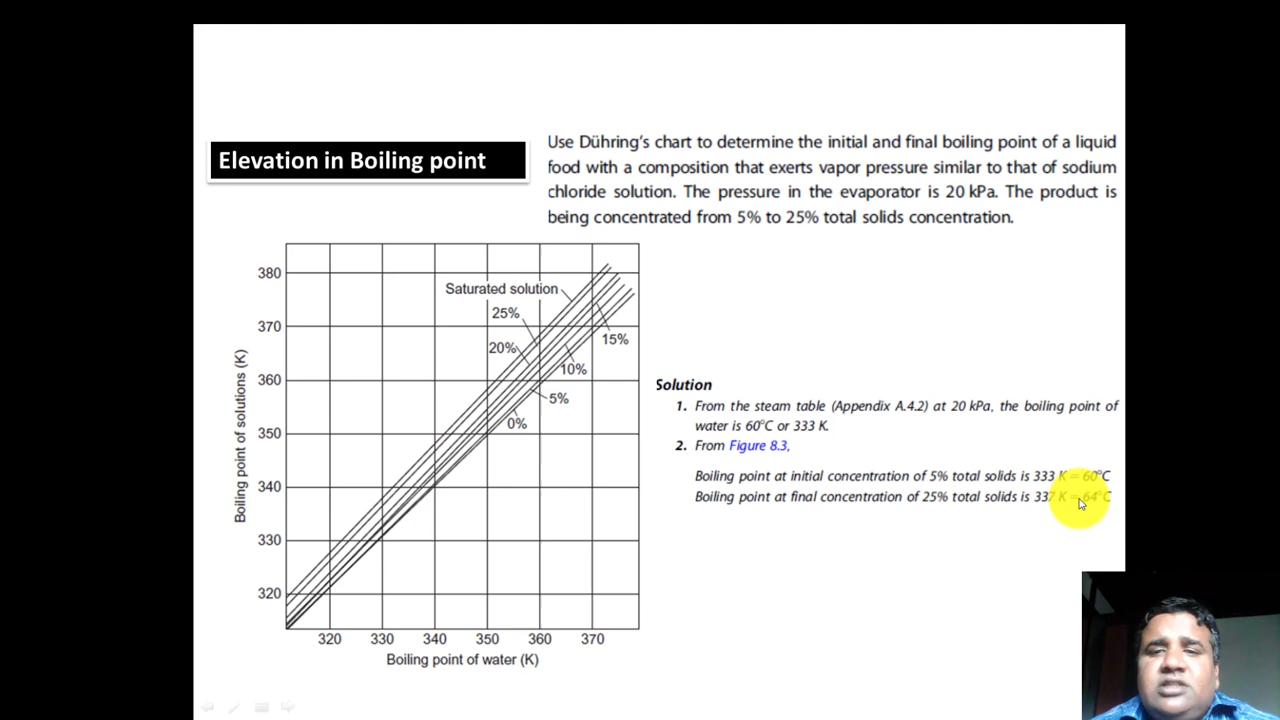 Elevation in Boiling point
Use Dühring's chart to determine the initial and final boiling point of a liquid
food with a composition that exerts vapor pressure similar to that of sodium
chloride solution. The pressure in the evaporator is 20 kPa. The product is
being concentrated from 5% to 25% total solids concentration.
Boiling point of solutions (K)
380
370
360
350
340
330
320
Saturated solution
25%
20%
15%
10%
5%
0%
320 330 340 350 360 370
Boiling point of water (K)
Solution
1. From the steam table (Appendix A.4.2) at 20 kPa, the boiling point of
water is 60°C or 333 K.
2. From Figure 8.3,
Boiling point at initial concentration of 5% total solids is 333 K = 60°C
Boiling point at final concentration of 25% total solids is 337 K = 64°C